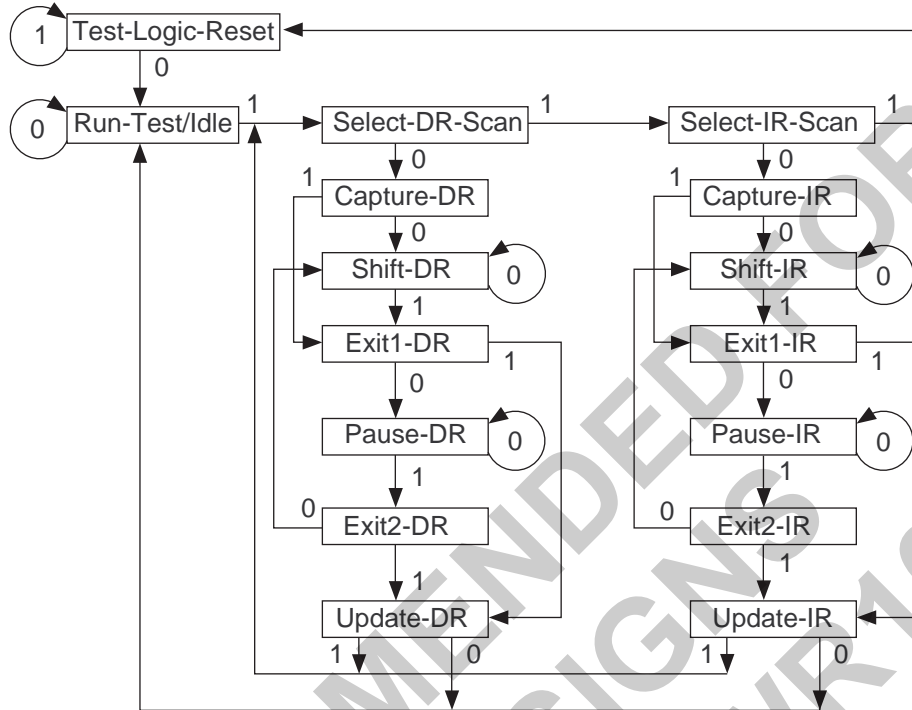 1 Test-Logic-Reset
0
0 Run-Test/Idle 1 Select-DR-Scan 1 Select-IR-Scan 1
0 0
1 Capture-DR 1 Capture-IR
0 0
Shift-DR 0 Shift-IR 0
1 1
Exit1-DR 1 Exit1-IR 1
0 0
Pause-DR 0 Pause-IR 0
1 1
0 Exit2-DR 0 Exit2-IR
1 1
Update-DR Update-IR
1 0 1 0
MENDED FOR
SIGNS